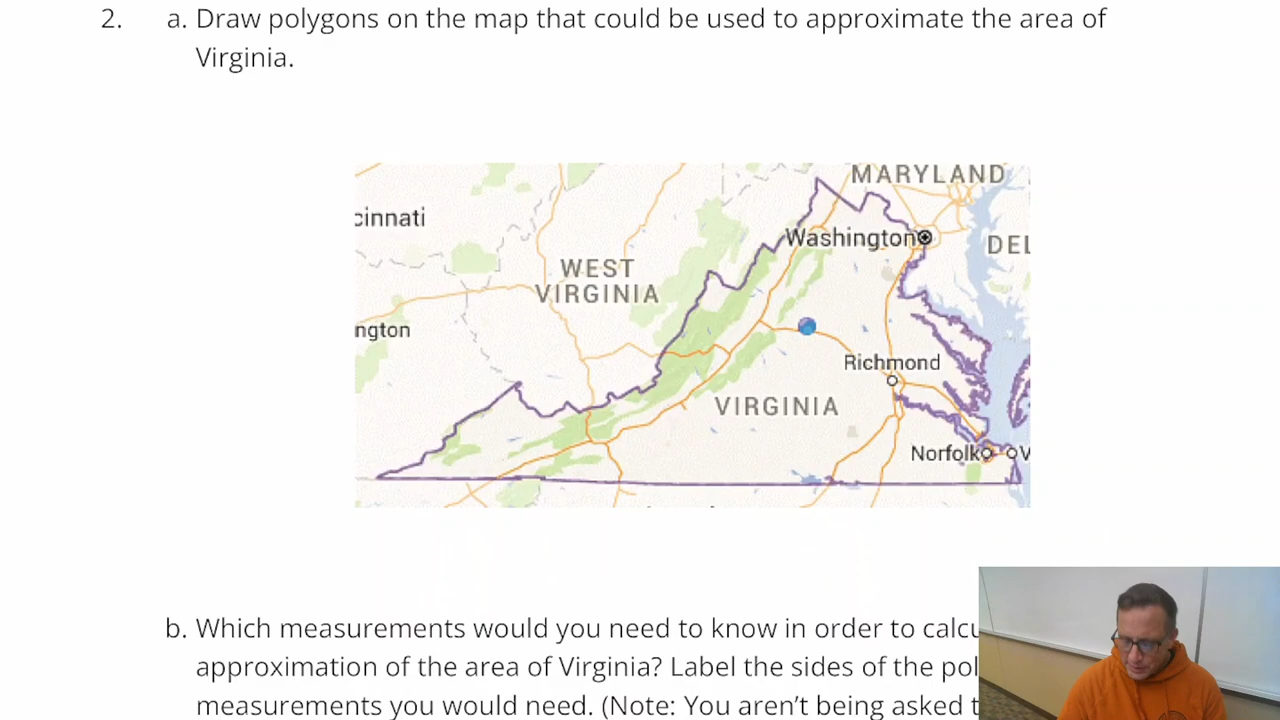 2. a. Draw polygons on the map that could be used to approximate the area of
Virginia.
MARYLAND
cinnati
Washington
DEL
WEST
VIRGINIA
ngton
Richmond
VIRGINIA
Norfolk
V
b. Which measurements would you need to know in order to calcu
approximation of the area of Virginia? Label the sides of the pol
measurements you would need. (Note: You aren't being asked t